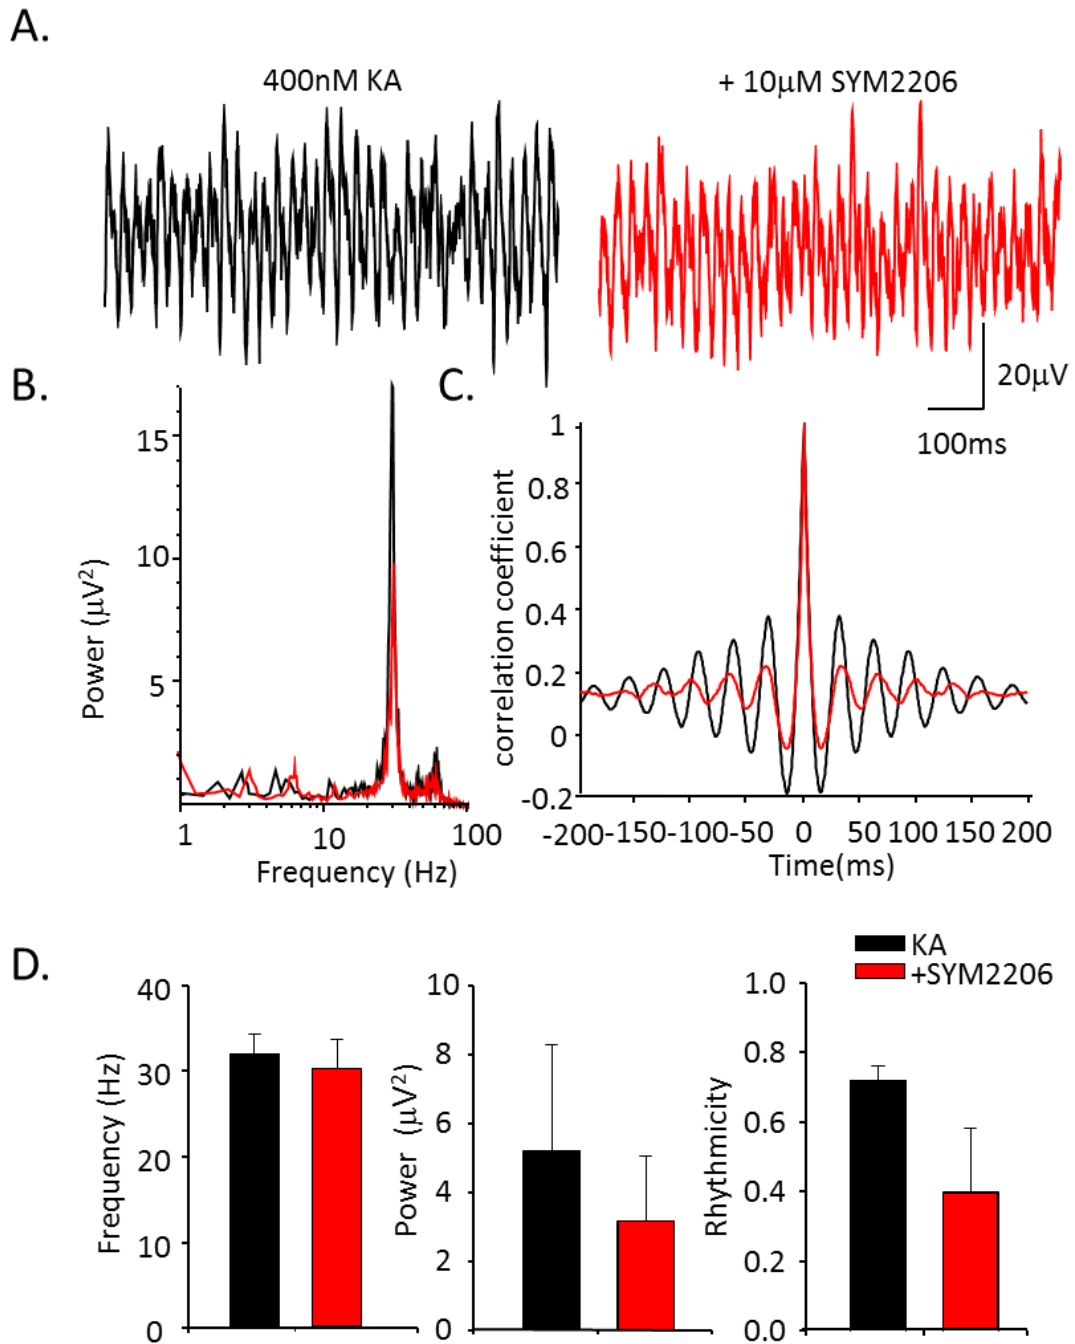 A.
400nM KA
+ 10μM SYM2206
20μV
100ms
B.
15
10
5
Power (μV²)
1
10
100
Frequency (Hz)
C.
1
0.8
0.6
0.4
0.2
0
-0.2
correlation coefficient
-200-150-100-50 0 50 100 150 200
Time(ms)
D.
KA
+SYM2206
40
30
20
10
0
Frequency (Hz)
10
8
6
4
2
0
Power (μV²)
1.0
0.8
0.6
0.4
0.2
0.0
Rhythmicity